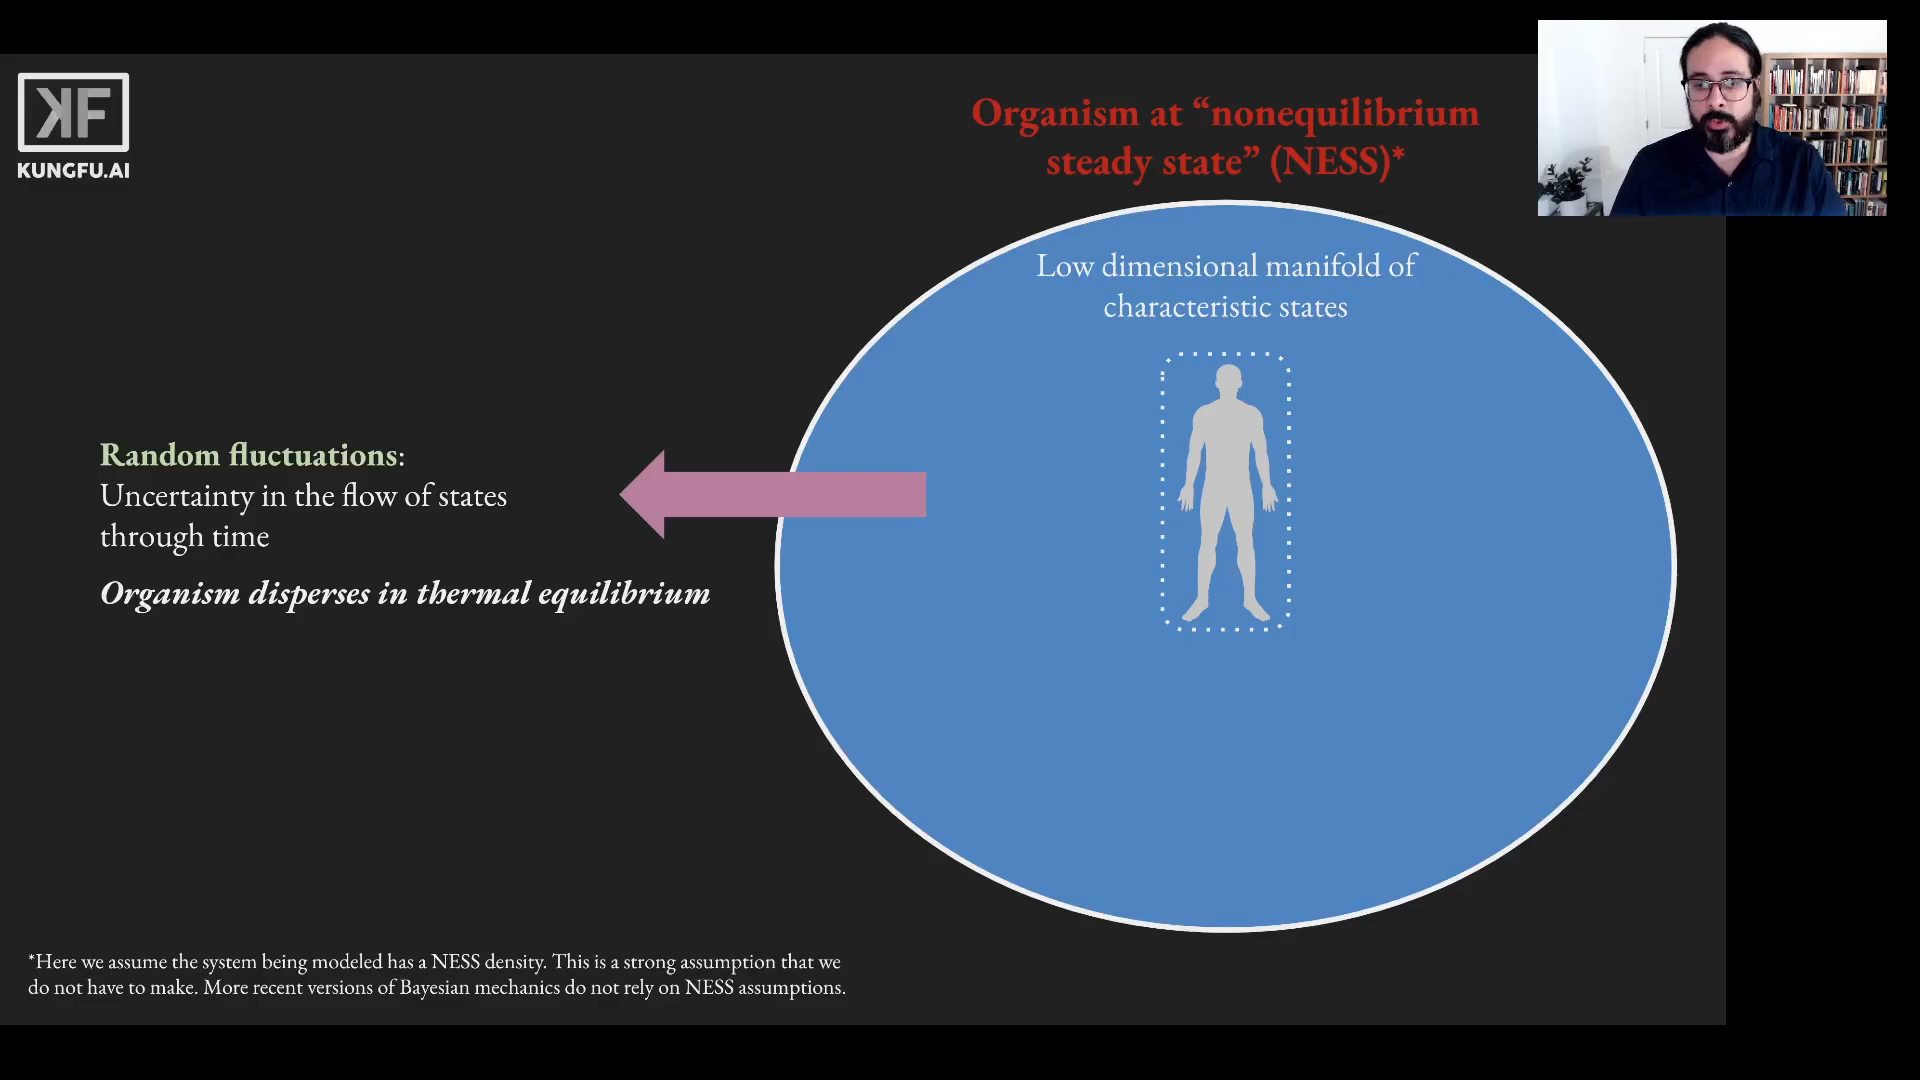 KF
KUNGFU.AI
Organism at “nonequilibrium
steady state” (NESS)*
Low dimensional manifold of
characteristic states
Random fluctuations:
Uncertainty in the flow of states
through time
Organism disperses in thermal equilibrium
*Here we assume the system being modeled has a NESS density. This is a strong assumption that we
do not have to make. More recent versions of Bayesian mechanics do not rely on NESS assumptions.